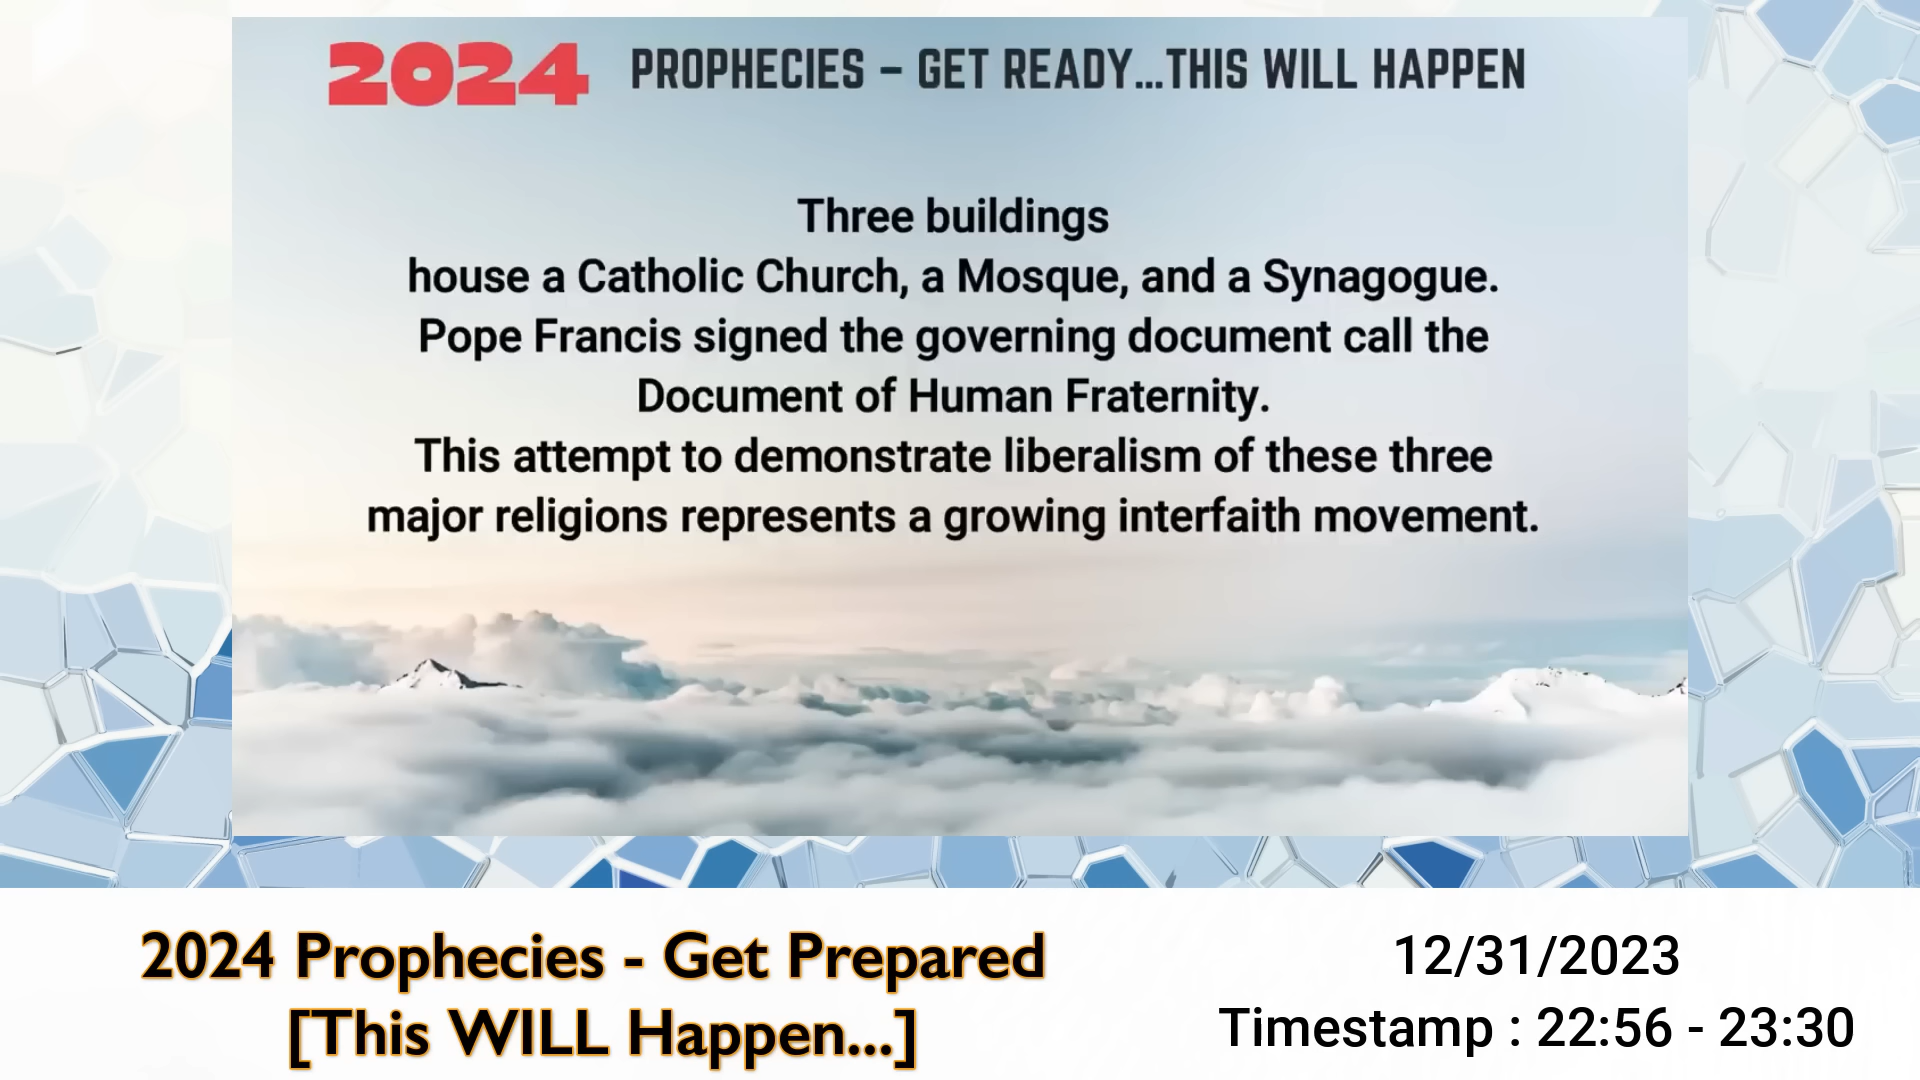 2024 PROPHECIES – GET READY...THIS WILL HAPPEN
Three buildings
house a Catholic Church, a Mosque, and a Synagogue.
Pope Francis signed the governing document call the
Document of Human Fraternity.
This attempt to demonstrate liberalism of these three
major religions represents a growing interfaith movement.
2024 Prophecies - Get Prepared
[This WILL Happen...]
12/31/2023
Timestamp : 22:56 - 23:30